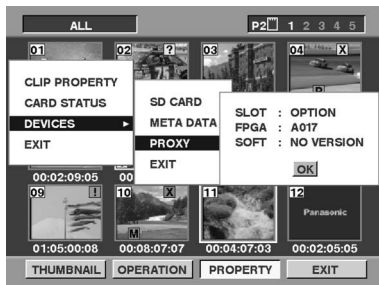 ALL
P2 1 2 3 4 5
01
02 ?
03
04 X
R
CLIP PROPERTY
CARD STATUS
DEVICES
EXIT
SD CARD
META DATA
PROXY
EXIT
SLOT : OPTION
FPGA : A017
SOFT : NO VERSION
OK
00:02:09:05
00
09 !
10 X
11
12
M
Panasonic
01:05:00:08
00:08:07:07
00:04:07:03
00:02:05:05
THUMBNAIL
OPERATION
PROPERTY
EXIT